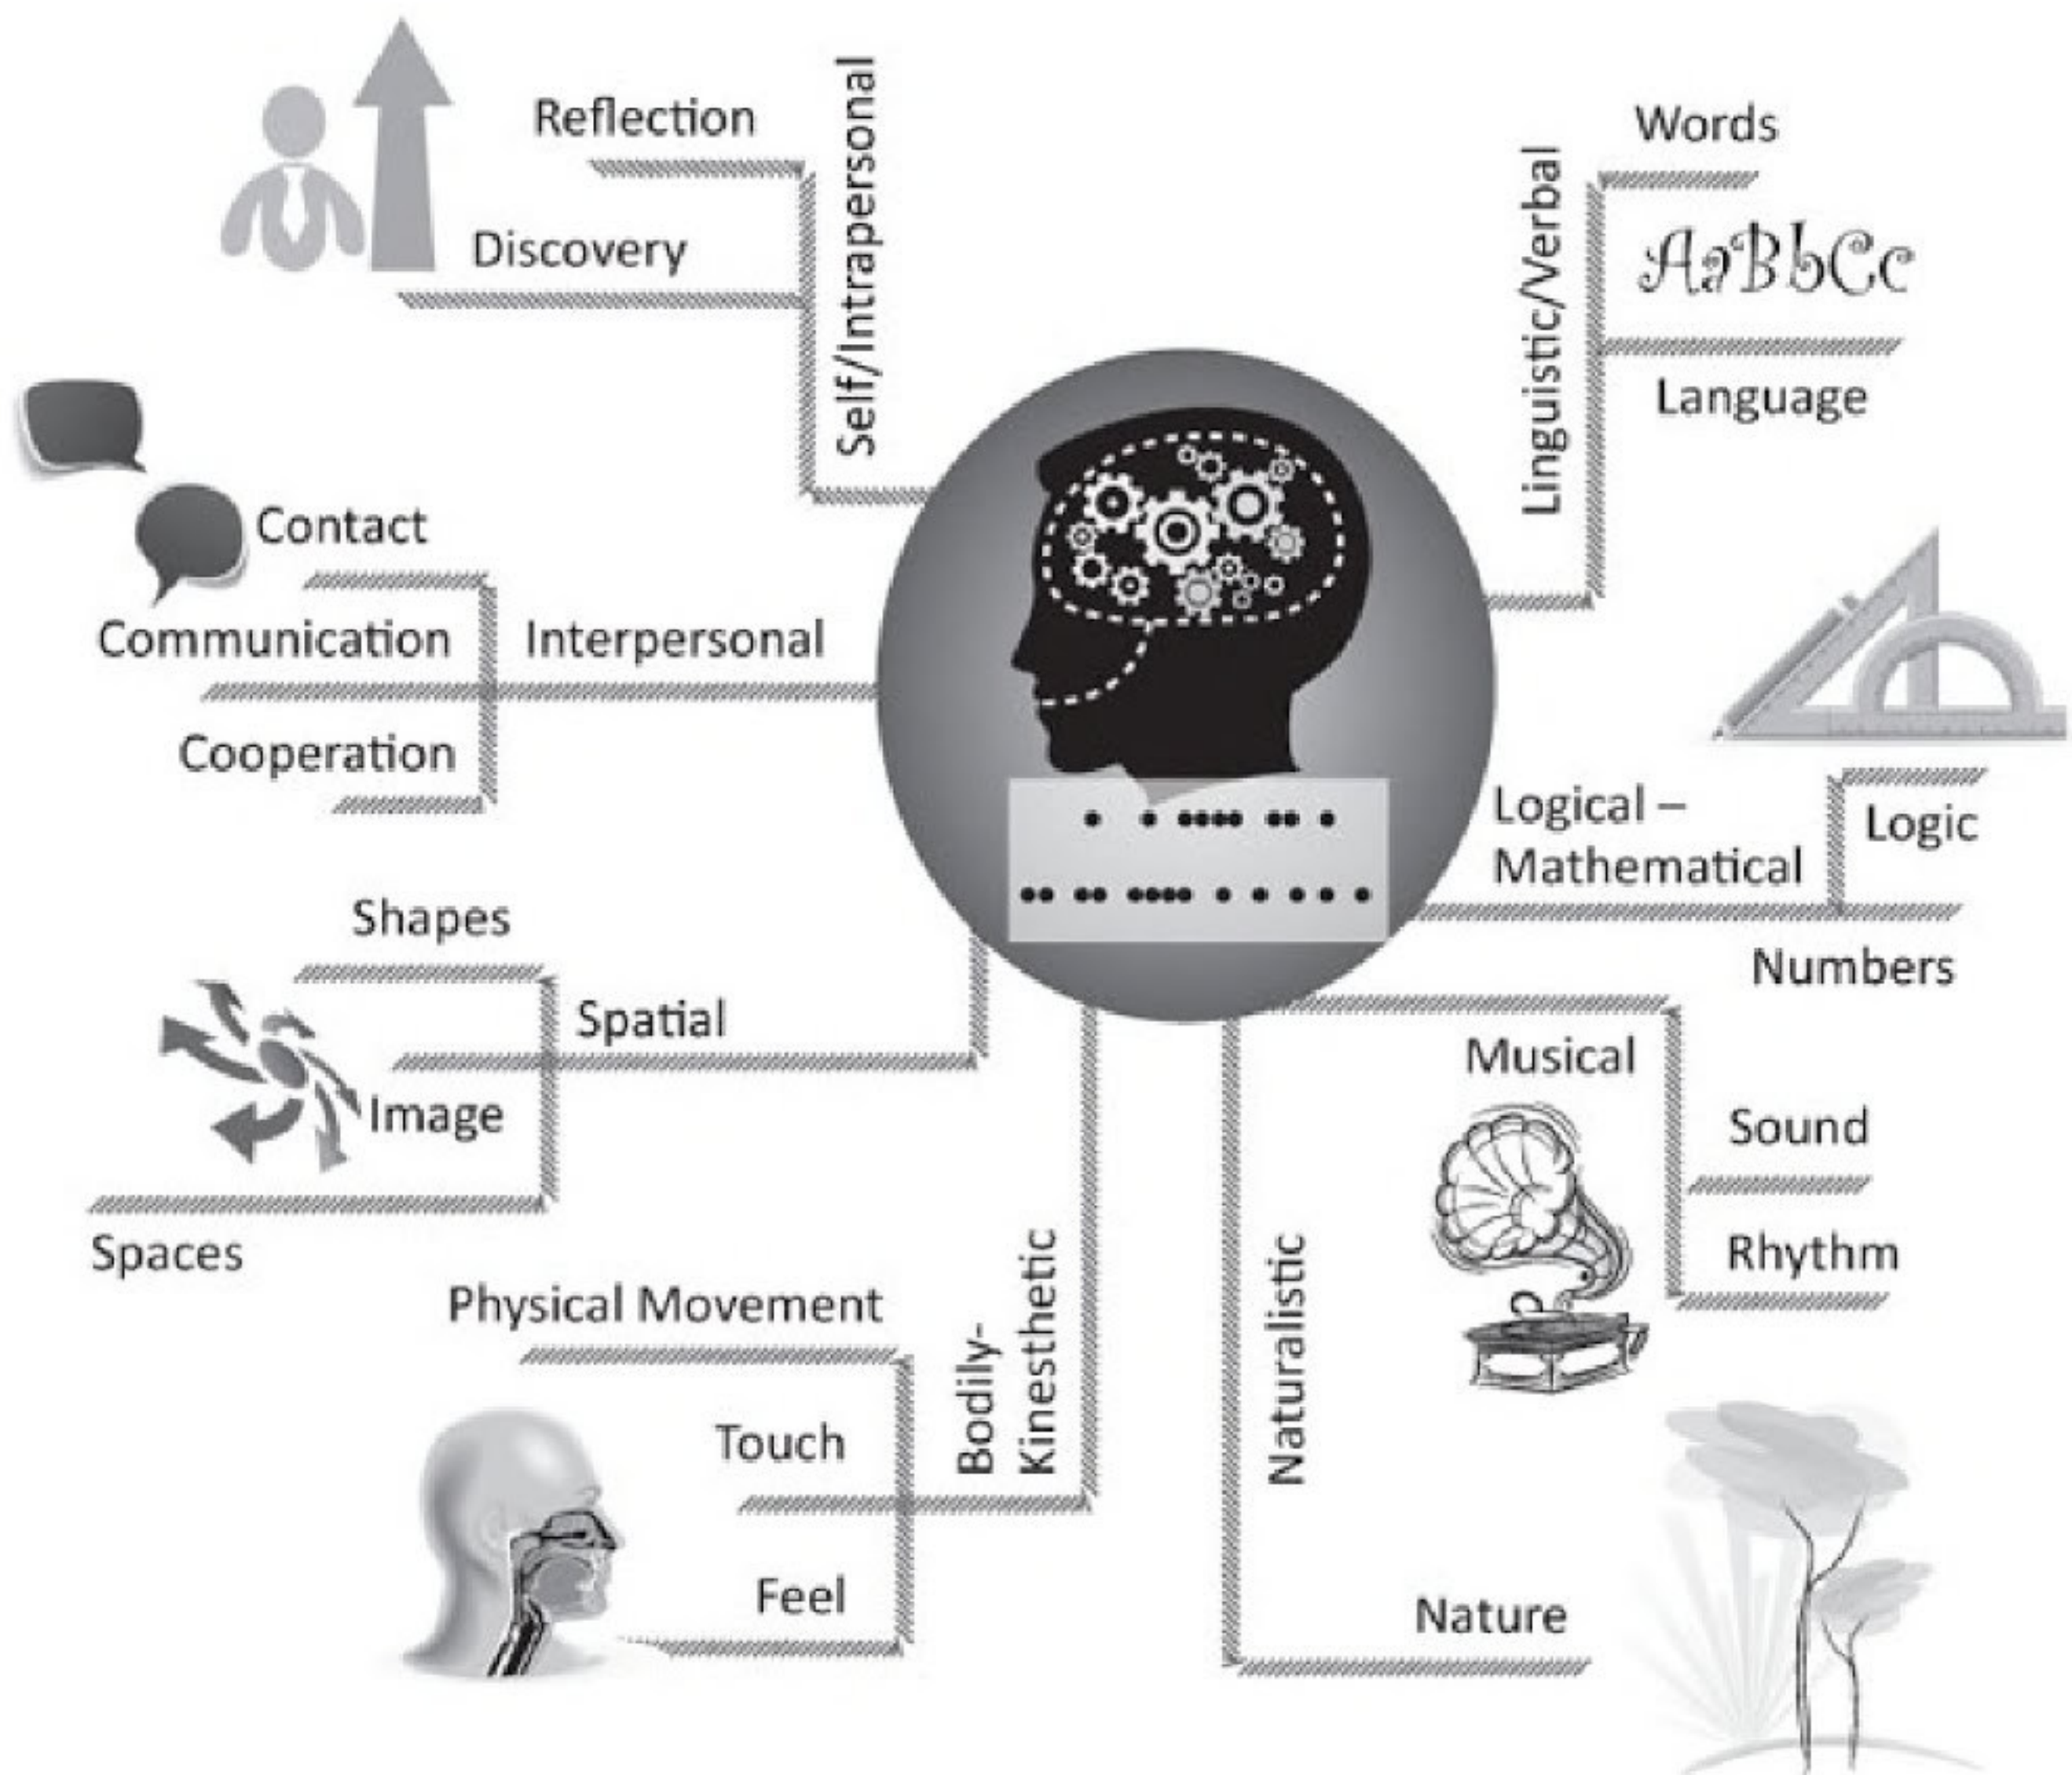 Reflection
Discovery
Self/Intrapersonal
Words
AaBbCc
Language
Linguistic/Verbal
Contact
Communication
Cooperation
Interpersonal
Logical –
Mathematical
Logic
Numbers
Shapes
Spatial
Image
Spaces
Musical
Sound
Rhythm
Physical Movement
Touch
Feel
Bodily-
Kinesthetic
Naturalistic
Nature